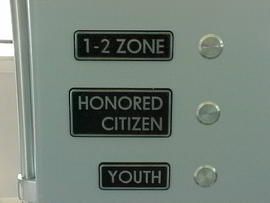 1-2 ZONE
HONORED
CITIZEN
YOUTH